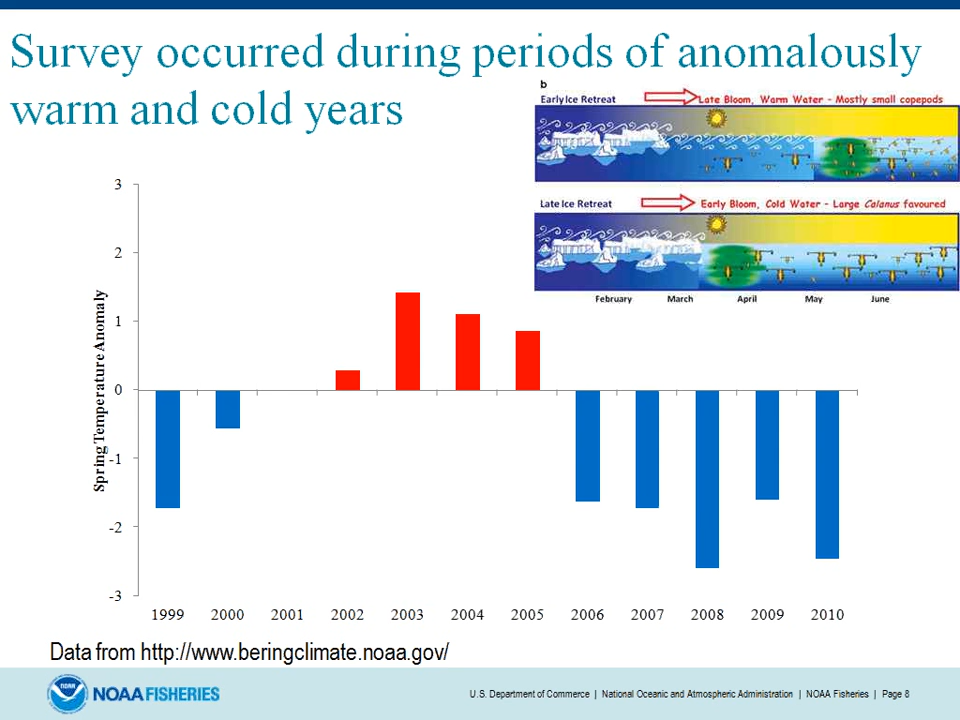 Survey occurred during periods of anomalously
warm and cold years
b
Early Ice Retreat
Late Bloom, Warm Water - Mostly small copepods
Late Ice Retreat
Early Bloom, Cold Water - Large Calanus favoured
February March April May June
Spring Temperature Anomaly
3
2
1
0
-1
-2
-3
1999 2000 2001 2002 2003 2004 2005 2006 2007 2008 2009 2010
Data from http://www.beringclimate.noaa.gov/
NOAA
NOAA FISHERIES
U.S. Department of Commerce | National Oceanic and Atmospheric Administration | NOAA Fisheries | Page 8